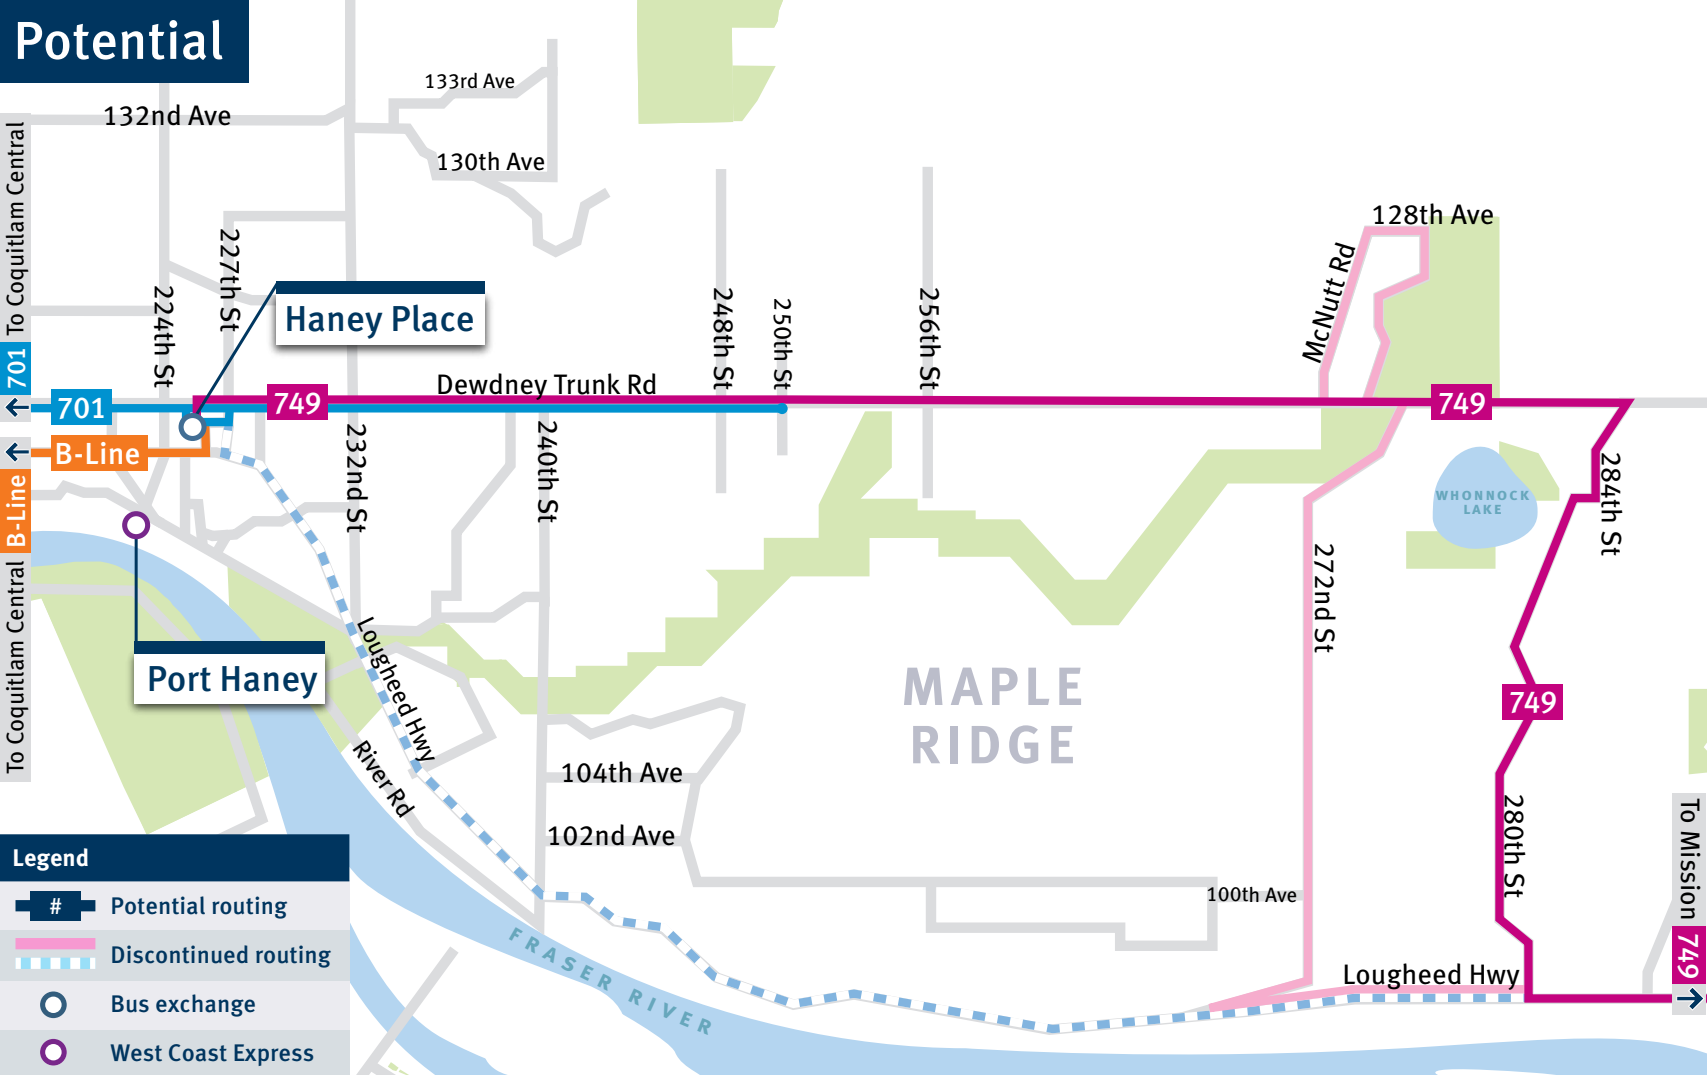 Potential
133rd Ave
132nd Ave
130th Ave
To Coquitlam Central
701
128th Ave
McNutt Rd
227th St
224th St
Haney Place
248th St
250th St
256th St
Dewdney Trunk Rd
701
749
749
B-Line
232nd St
240th St
284th St
WHONNOCK
LAKE
B-Line
To Coquitlam Central
272nd St
Port Haney
Lougheed Hwy
MAPLE
RIDGE
749
River Rd
104th Ave
102nd Ave
280th St
To Mission
749
100th Ave
Lougheed Hwy
FRASER RIVER
Legend
# Potential routing
Discontinued routing
Bus exchange
West Coast Express